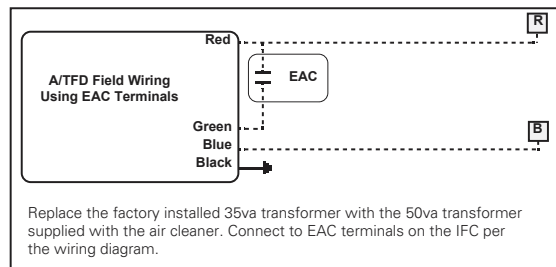 R
Red
A/TFD Field Wiring
Using EAC Terminals
EAC
Green
Blue
B
Black
Replace the factory installed 35va transformer with the 50va transformer
supplied with the air cleaner. Connect to EAC terminals on the IFC per
the wiring diagram.